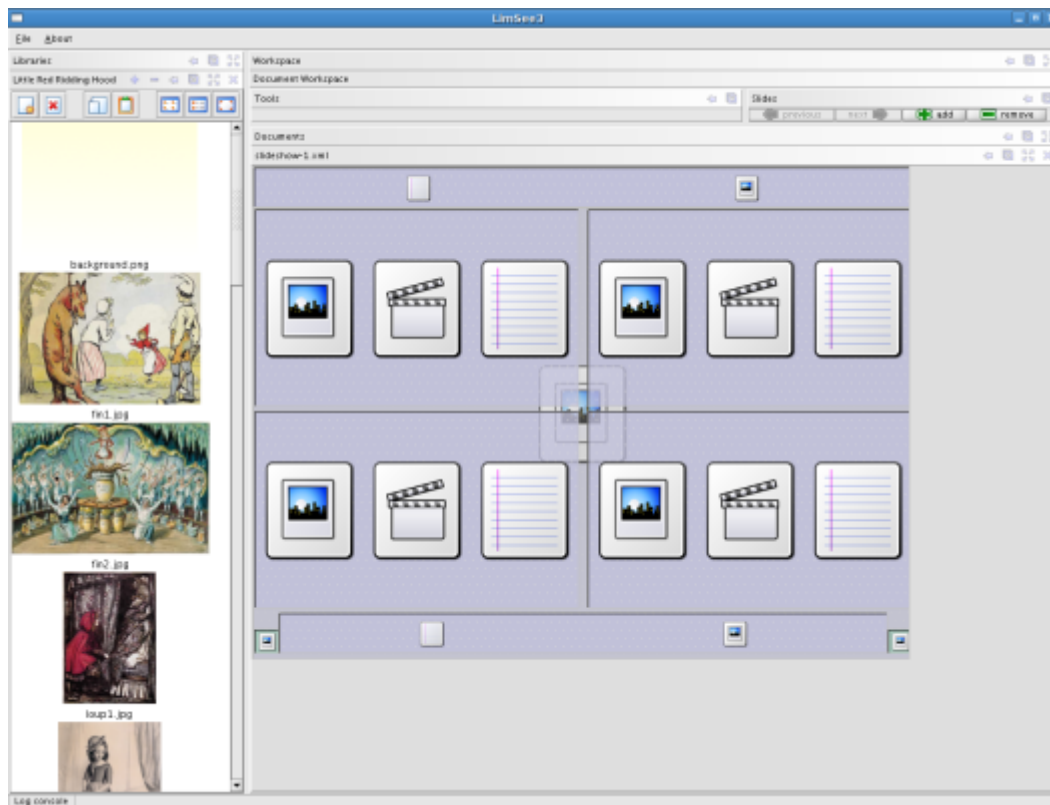 LimSee3
File About
Libraries
Little Red Ridding Hood
background.png
fin1.jpg
fin2.jpg
loup1.jpg
Workspace
Document Workspace
Tools
Slides
previous next add remove
Documents
slideshow-1.xml
Log console